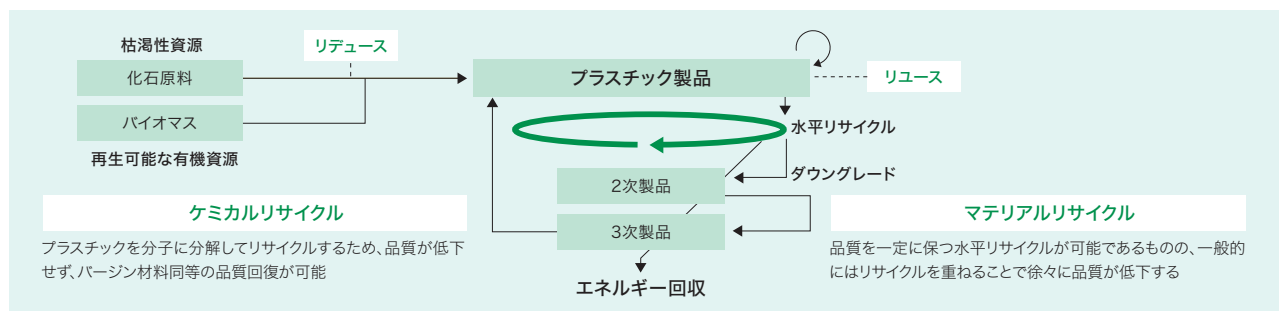 枯渇性資源
リデュース
化石原料
プラスチック製品
リユース
バイオマス
水平リサイクル
再生可能な有機資源
ダウングレード
2次製品
ケミカルリサイクル
プラスチックを分子に分解してリサイクルするため、品質が低下
せず、バージン材料同等の品質回復が可能
3次製品
マテリアルリサイクル
品質を一定に保つ水平リサイクルが可能であるものの、一般的
にはリサイクルを重ねることで徐々に品質が低下する
エネルギー回収